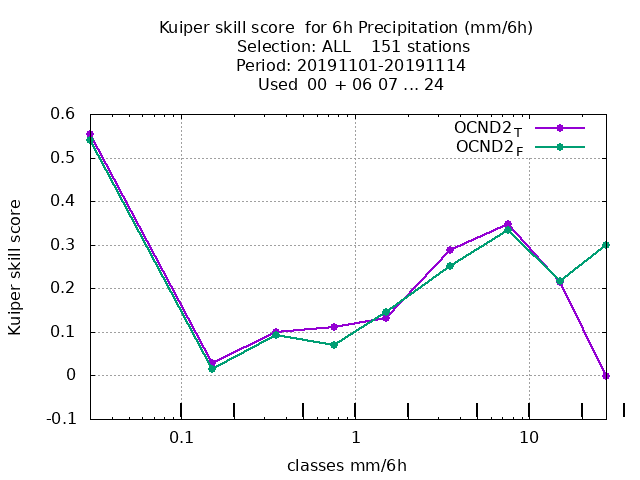 Kuiper skill score  for 6h Precipitation (mm/6h)
Selection: ALL    151 stations
Period: 20191101-20191114
Used  00 + 06 07 ... 24
OCND2_T
OCND2_F
0.6
0.5
0.4
0.3
0.2
0.1
0
-0.1
Kuiper skill score
0.1 1 10
classes mm/6h